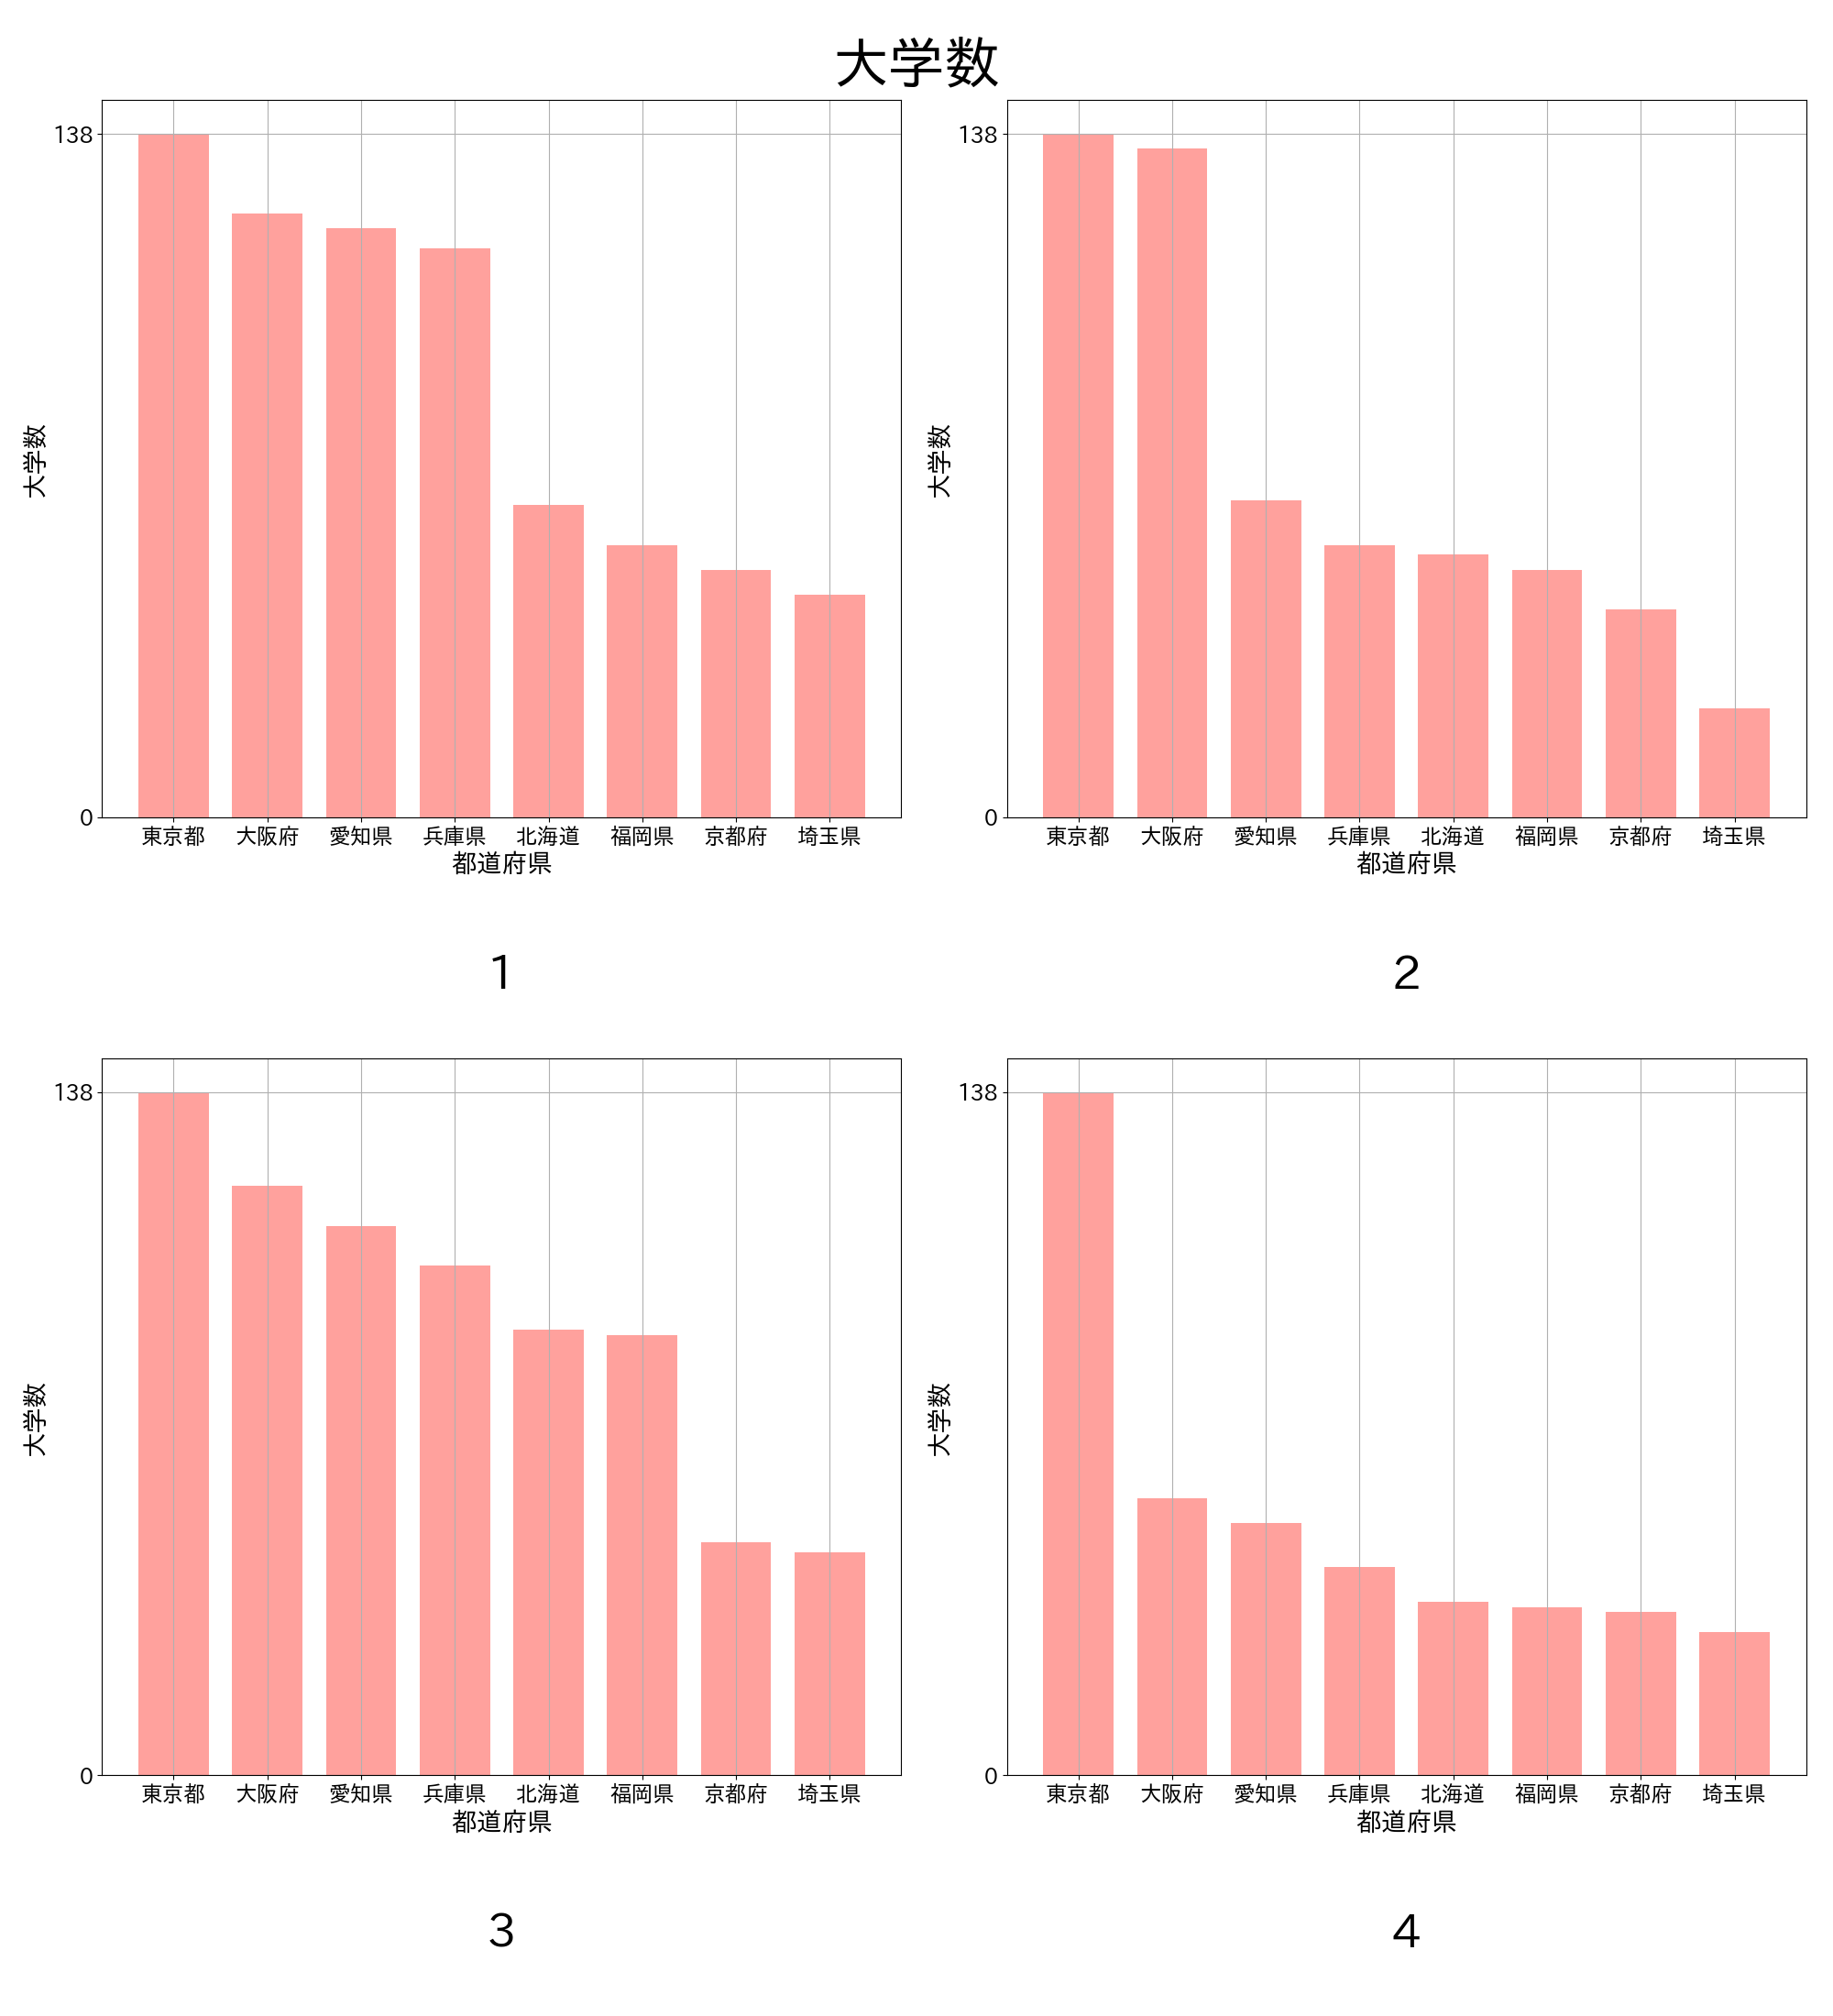 大学数
138
0
大学数
東京都 大阪府 愛知県 兵庫県 北海道 福岡県 京都府 埼玉県
都道府県
1
138
0
大学数
東京都 大阪府 愛知県 兵庫県 北海道 福岡県 京都府 埼玉県
都道府県
2
138
0
大学数
東京都 大阪府 愛知県 兵庫県 北海道 福岡県 京都府 埼玉県
都道府県
3
138
0
大学数
東京都 大阪府 愛知県 兵庫県 北海道 福岡県 京都府 埼玉県
都道府県
4